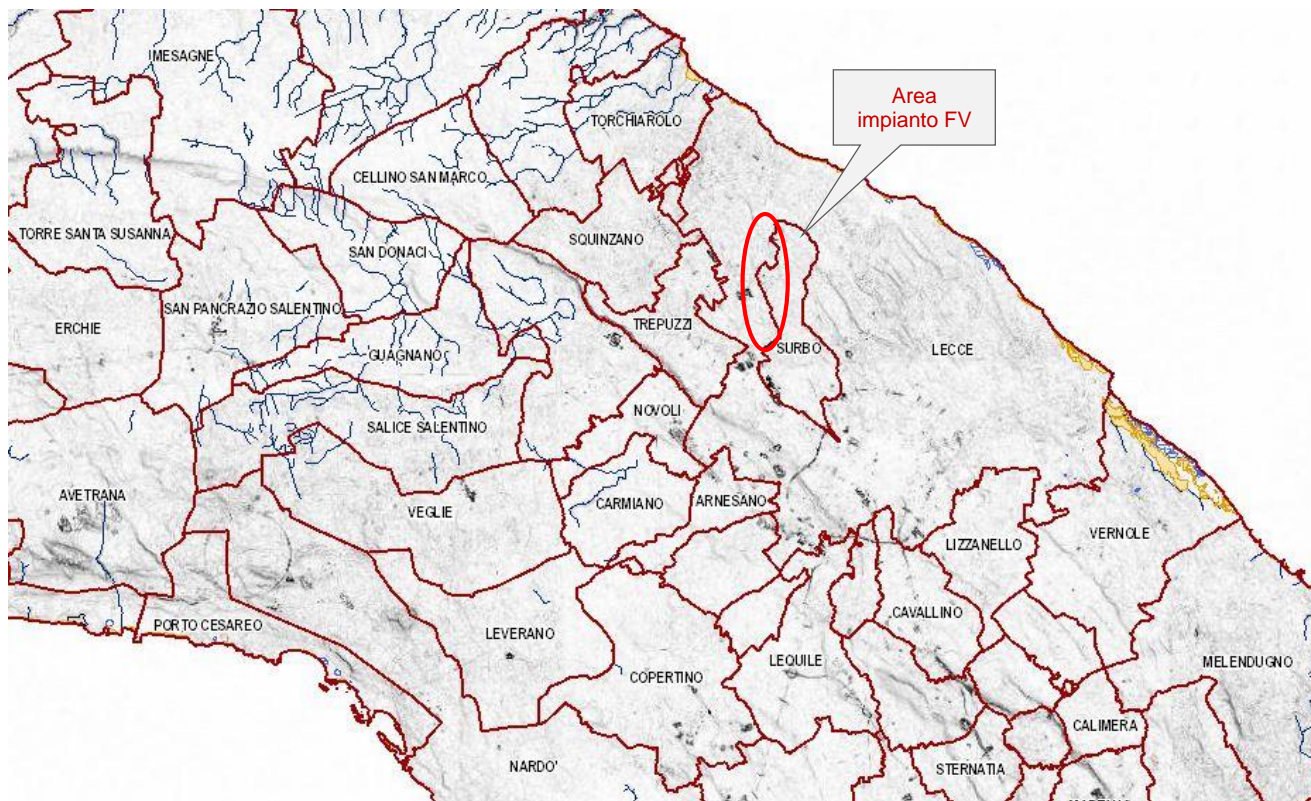 MESAGNE
Area
impianto FV
TORCHIAROLO
CELLINO SAN MARCO
TORRE SANTA SUSANNA
SQUINZANO
SAN DONACI
SAN PANCRAZIO SALENTINO
ERCHIE
TREPUZZI
GUAGNANO
SURBO
LECCE
NOVOLI
SALICE SALENTINO
AVETRANA
VEGLIE
CARMIANO
ARNESANO
LIZZANELLO
VERNOLE
CAVALLINO
PORTO CESAREO
LEVERANO
LEQUILE
MELENDUGNO
COPERTINO
CALIMERA
NARDO'
STERNATIA